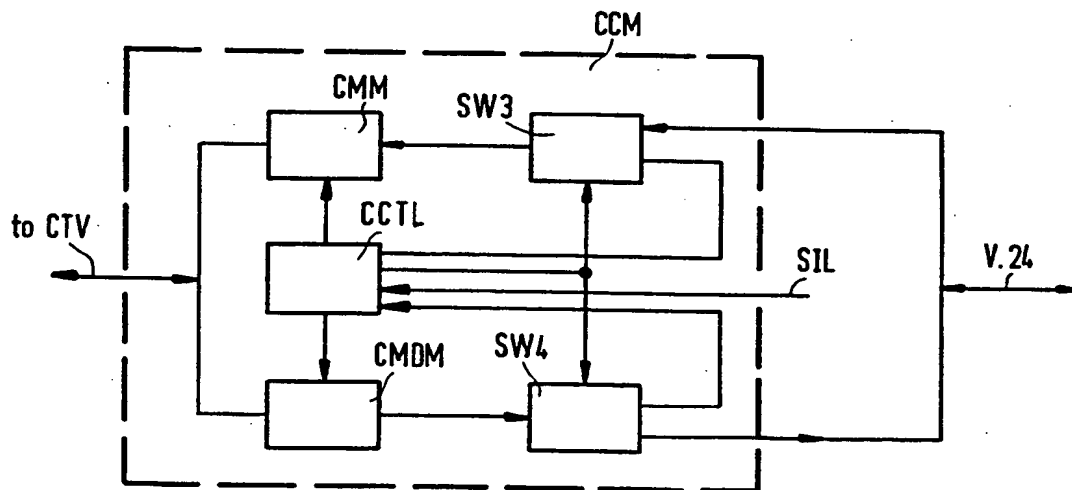 CCM
CMM
SW3
to CTV
CCTL
SIL
V.24
CMDM
SW4